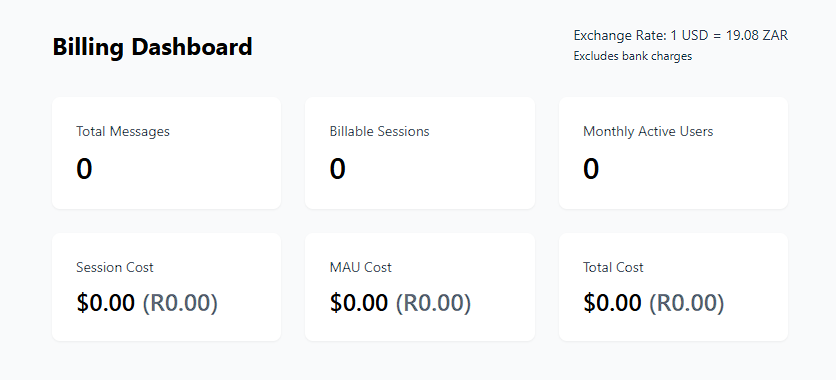 Billing Dashboard
Exchange Rate: 1 USD = 19.08 ZAR
Excludes bank charges
Total Messages
0
Billable Sessions
0
Monthly Active Users
0
Session Cost
$0.00 (R0.00)
MAU Cost
$0.00 (R0.00)
Total Cost
$0.00 (R0.00)